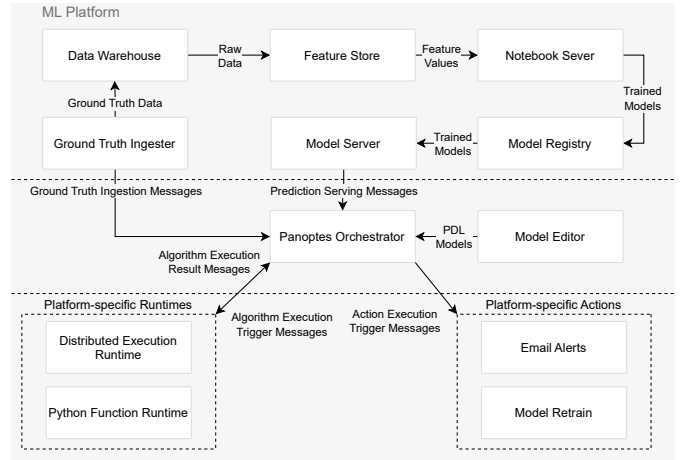 ML Platform
Data Warehouse
Raw
Data
Feature Store
Feature
Values
Notebook Sever
Ground Truth Data
Trained
Models
Ground Truth Ingester
Model Server
Trained
Models
Model Registry
Ground Truth Ingestion Messages
Prediction Serving Messages
Panoptes Orchestrator
PDL
Models
Model Editor
Algorithm Execution
Result Mesages
Platform-specific Runtimes
Algorithm Execution
Trigger Messages
Action Execution
Trigger Messages
Platform-specific Actions
Distributed Execution
Runtime
Email Alerts
Python Function Runtime
Model Retrain